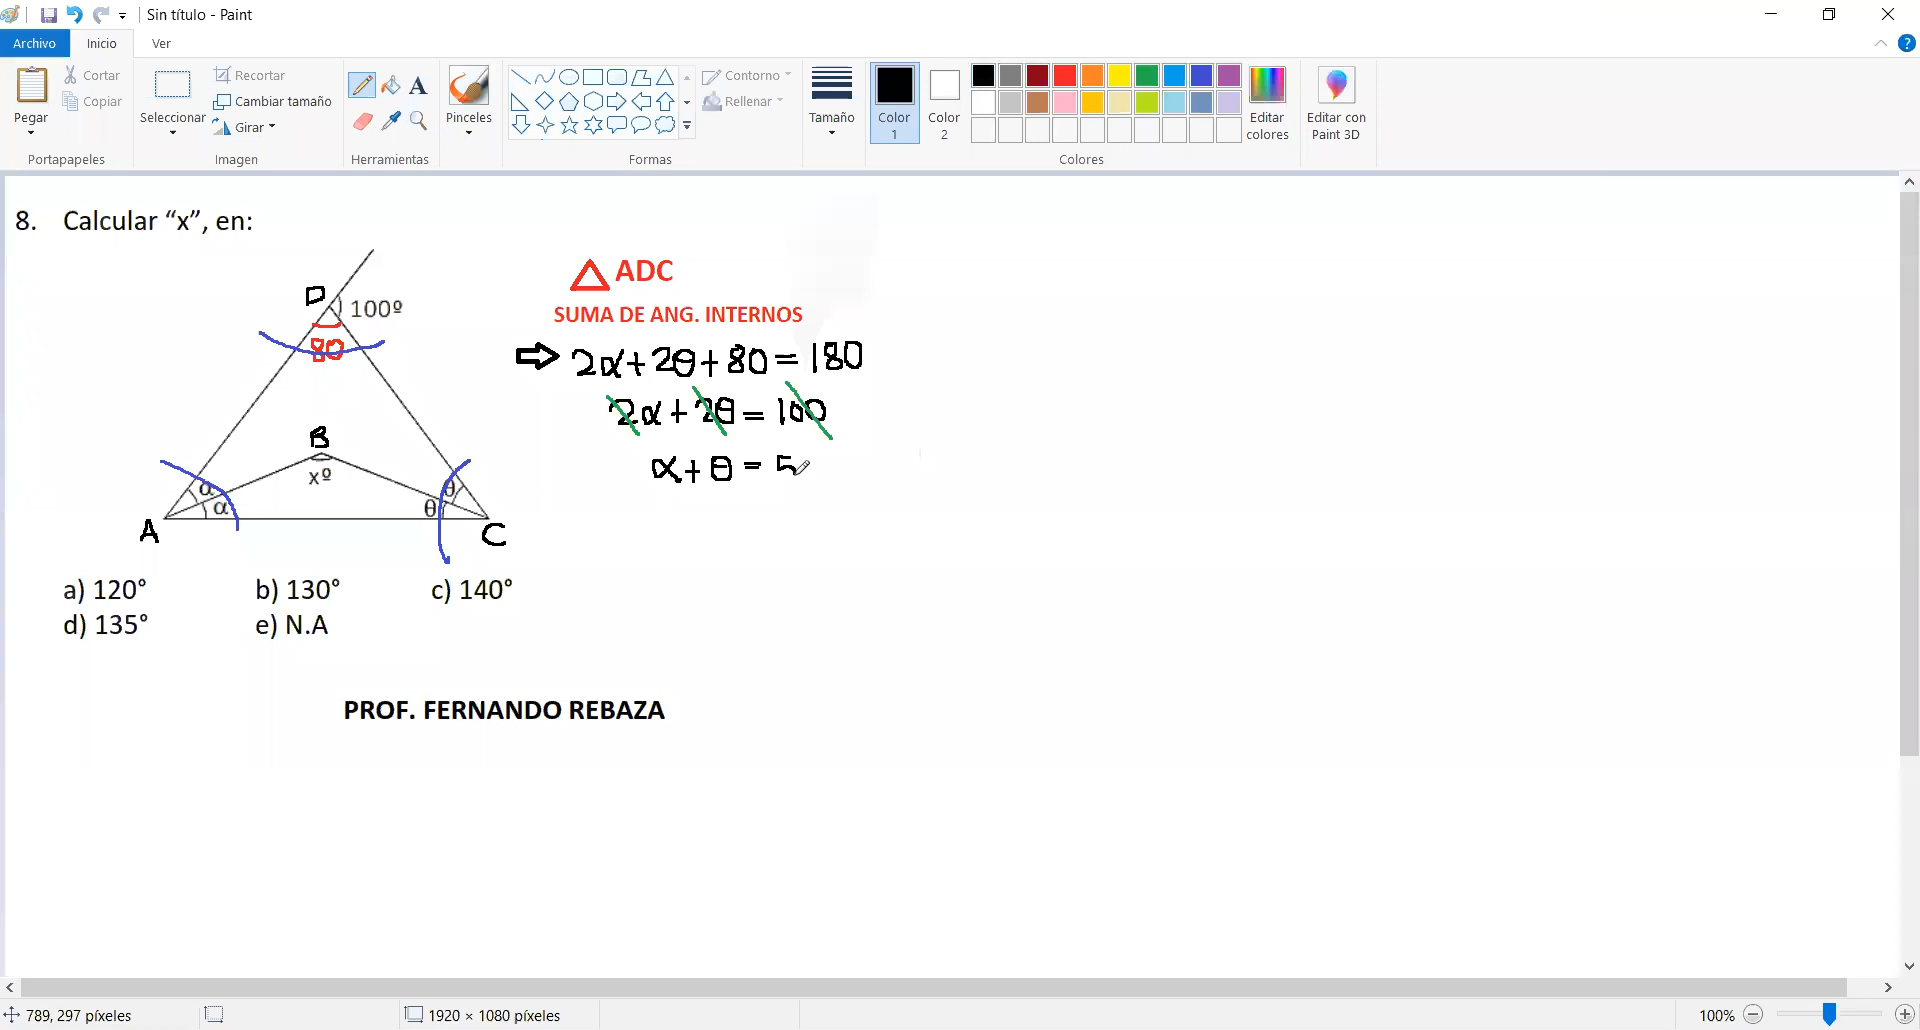 Sin título - Paint
Archivo
Inicio
Ver
Pegar
Cortar
Copiar
Portapapeles
Seleccionar
Recortar
Cambiar tamaño
Girar
Imagen
A
Herramientas
Pinceles
Contorno
Rellenar
Formas
Tamaño
Color 1
Color 2
Editar colores
Editar con Paint 3D
Colores
?
8. Calcular “x”, en:
D
100º
80
B
xº
α
α
θ
θ
A
C
△ ADC
SUMA DE ANG. INTERNOS
⇨ 2α+2θ+80=180
2α+2θ=100
α+θ=5
a) 120° b) 130° c) 140°
d) 135° e) N.A
PROF. FERNANDO REBAZA
789, 297 píxeles
1920 × 1080 píxeles
100%